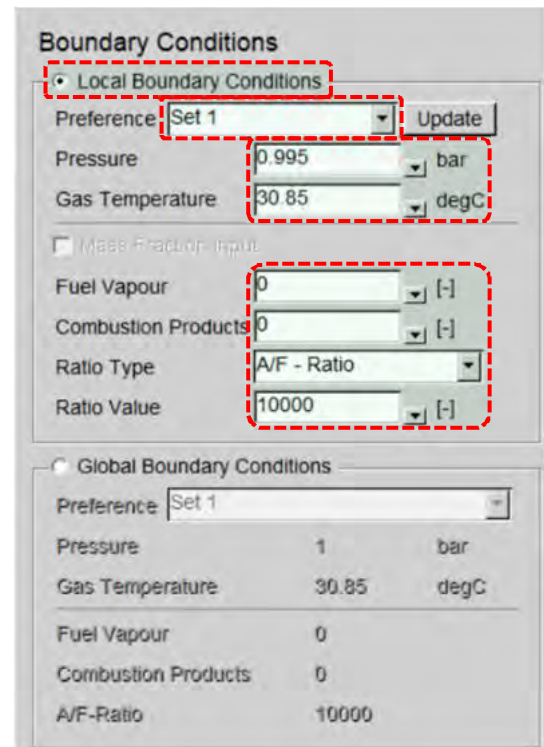 Boundary Conditions
Local Boundary Conditions
Preference Set 1 Update
Pressure 0.995 bar
Gas Temperature 30.85 degC
Mass Fraction Input
Fuel Vapour 0 [-]
Combustion Products 0 [-]
Ratio Type A/F - Ratio
Ratio Value 10000 [-]
Global Boundary Conditions
Preference Set 1
Pressure 1 bar
Gas Temperature 30.85 degC
Fuel Vapour 0
Combustion Products 0
A/F-Ratio 10000